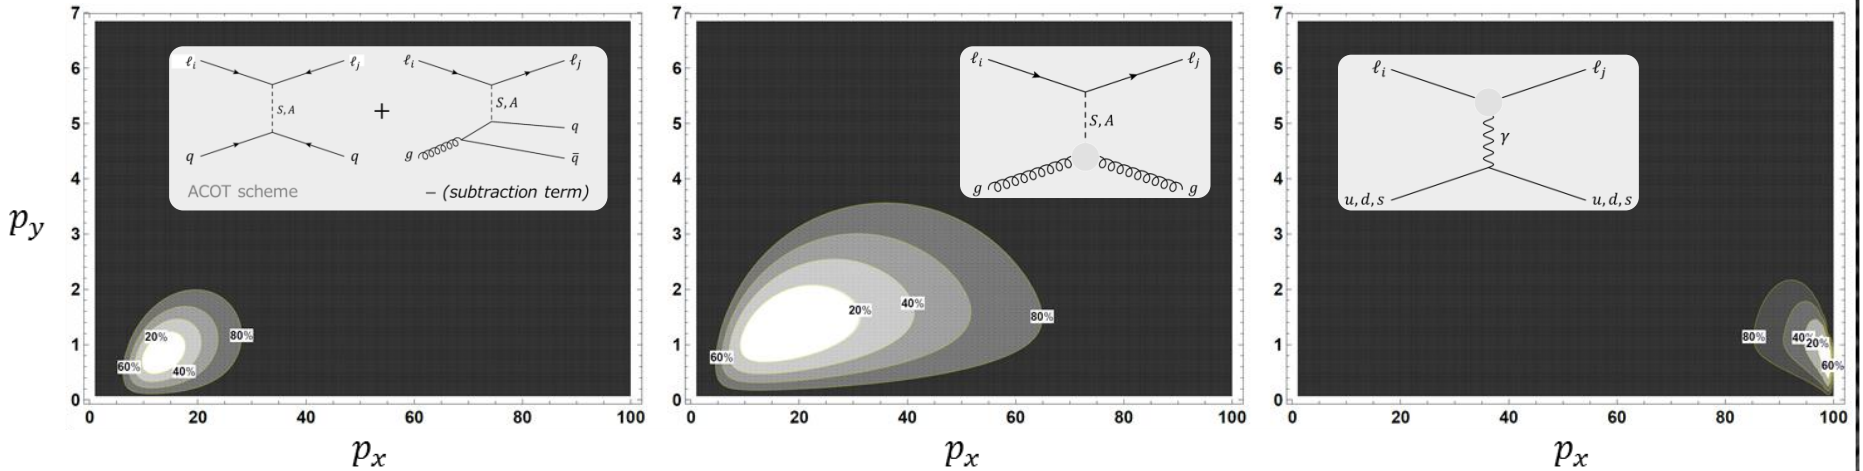 7
6
5
4
3
2
1
0
0 20 40 60 80 100
p_y
p_x
ℓ_i
ℓ_j
S, A
q
q
+
ℓ_i
ℓ_j
S, A
q
g
q̄
ACOT scheme
– (subtraction term)
20%
80%
60%
40%
7
6
5
4
3
2
1
0
0 20 40 60 80 100
p_x
ℓ_i
ℓ_j
S, A
g
g
20%
40%
80%
60%
7
6
5
4
3
2
1
0
0 20 40 60 80 100
p_x
ℓ_i
ℓ_j
γ
u, d, s
u, d, s
80%
40%
20%
60%